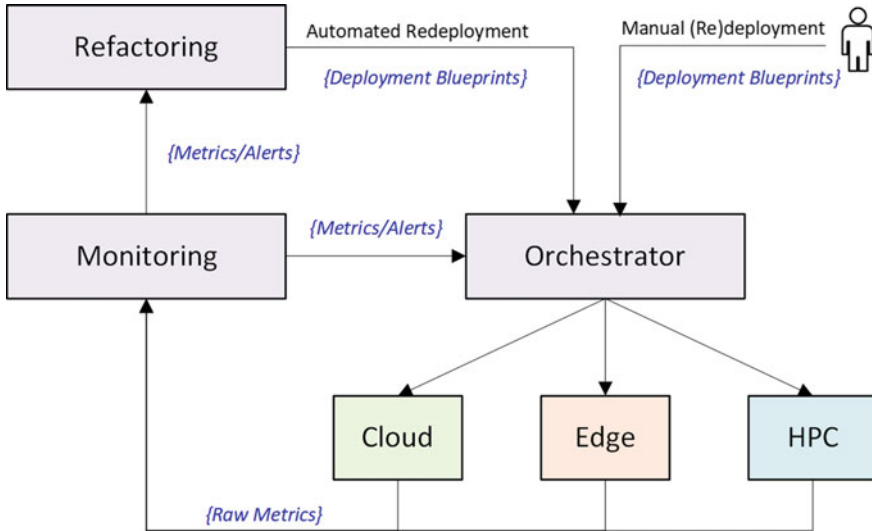 Refactoring
Automated Redeployment
{Deployment Blueprints}
Manual (Re)deployment
{Deployment Blueprints}
{Metrics/Alerts}
Monitoring
{Metrics/Alerts}
Orchestrator
Cloud
Edge
HPC
{Raw Metrics}